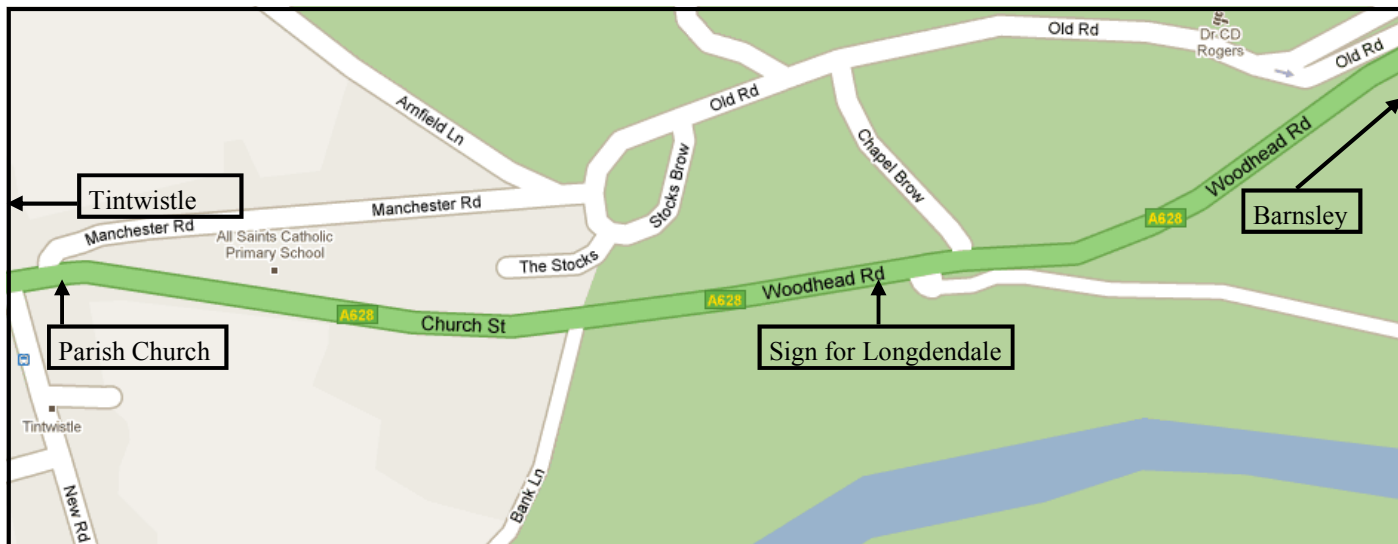 Old Rd
Dr CD
Rogers
Old Rd
Arnfield Ln
Old Rd
Chapel Brow
Woodhead Rd
Tintwistle
Manchester Rd
Stocks Brow
Barnsley
Manchester Rd
All Saints Catholic
Primary School
The Stocks
A628
Woodhead Rd
A628
A628
Church St
Parish Church
Sign for Longdendale
Tintwistle
New Rd
Bank Ln